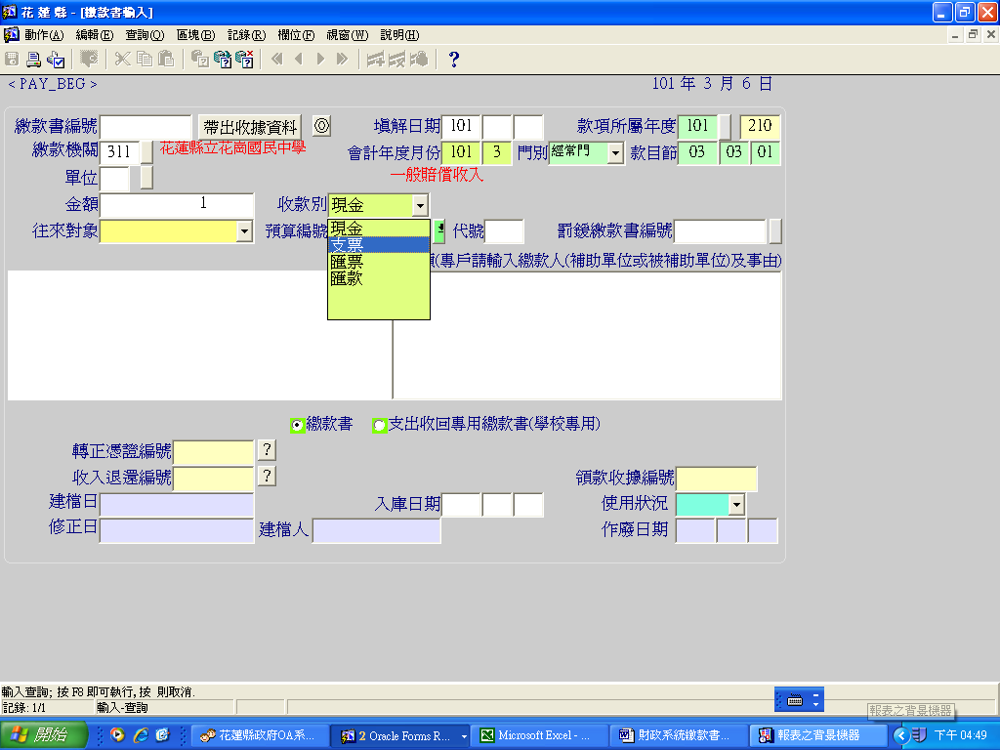 花 蓮 縣 - [繳款書輸入]
動作(A) 編輯(E) 查詢(Q) 區塊(B) 記錄(R) 欄位(F) 視窗(W) 說明(H)
< PAY_BEG > 101 年 3 月 6 日
繳款書編號 帶出收據資料 ◎ 填解日期 101 款項所屬年度 101 210
繳款機關 311 花蓮縣立花崗國民中學 會計年度月份 101 3 門別 經常門 款目節 03 03 01
單位 一般賠償收入
金額 1 收款別 現金
往來對象 預算編號 代號 罰鍰繳款書編號
現金
支票
匯票
匯款
(專戶請輸入繳款人(補助單位或被補助單位)及事由)
繳款書 支出收回專用繳款書(學校專用)
轉正憑證編號 ?
收入退還編號 ? 領款收據編號
建檔日 入庫日期 使用狀況
修正日 建檔人 作廢日期
輸入查詢; 按 F8 即可執行,按 則取消.
記錄: 1/1 輸入-查詢
報表之背景機器
開始 花蓮縣政府OA系... 2 Oracle Forms R... Microsoft Excel - ... 財政系統繳款書... 報表之背景機器 下午 04:49